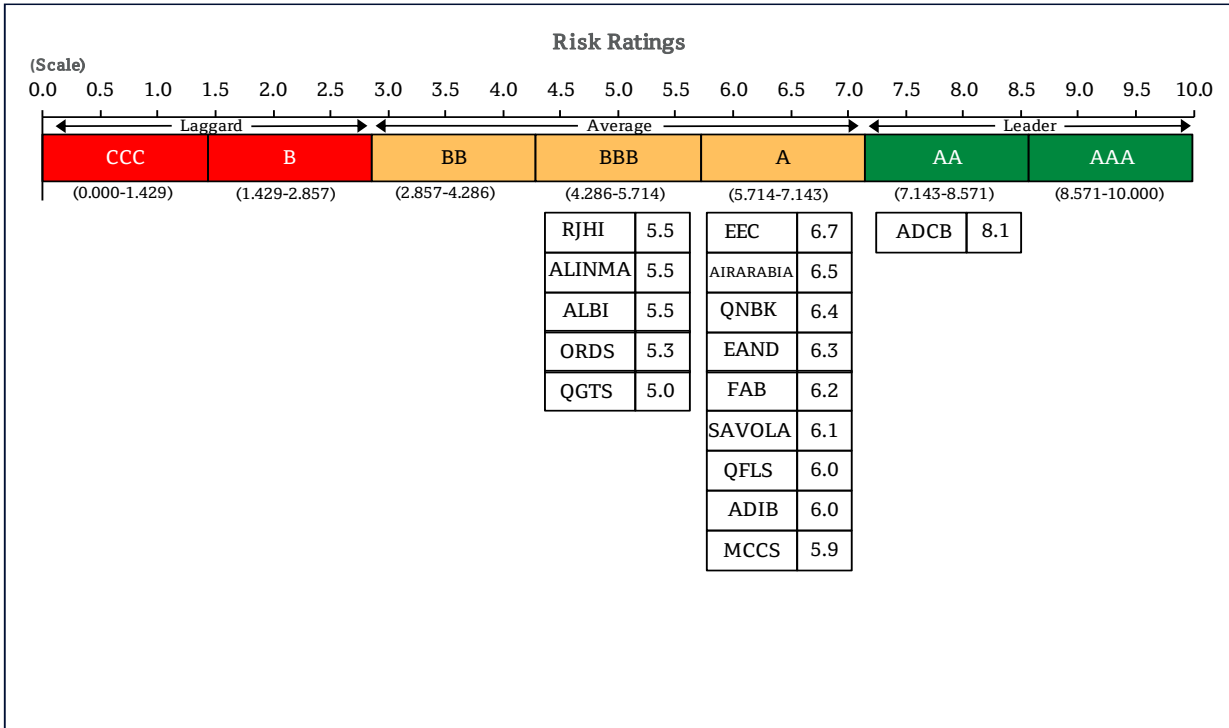 Risk Ratings
(Scale)
0.0 0.5 1.0 1.5 2.0 2.5 3.0 3.5 4.0 4.5 5.0 5.5 6.0 6.5 7.0 7.5 8.0 8.5 9.0 9.5 10.0
Laggard Average Leader
CCC B BB BBB A AA AAA
(0.000-1.429) (1.429-2.857) (2.857-4.286) (4.286-5.714) (5.714-7.143) (7.143-8.571) (8.571-10.000)
RJHI 5.5 EEC 6.7 ADCB 8.1
ALINMA 5.5 AIRARABIA 6.5
ALBI 5.5 QNBK 6.4
ORDS 5.3 EAND 6.3
QGTS 5.0 FAB 6.2
SAVOLA 6.1
QFLS 6.0
ADIB 6.0
MCCS 5.9